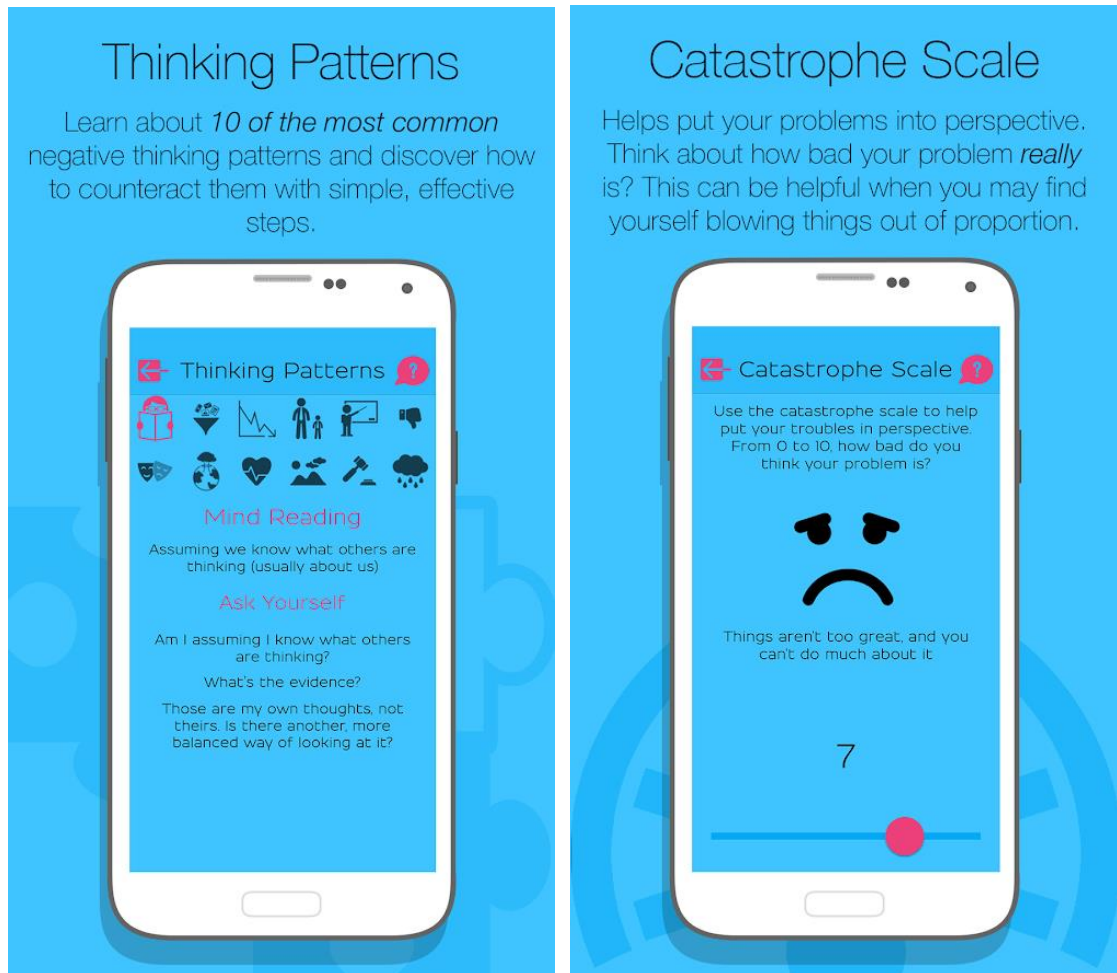 Thinking Patterns
Learn about 10 of the most common
negative thinking patterns and discover how
to counteract them with simple, effective
steps.
Thinking Patterns ?
Mind Reading
Assuming we know what others are
thinking (usually about us)
Ask Yourself
Am I assuming I know what others
are thinking?
What's the evidence?
Those are my own thoughts, not
theirs. Is there another, more
balanced way of looking at it?
Catastrophe Scale
Helps put your problems into perspective.
Think about how bad your problem really
is? This can be helpful when you may find
yourself blowing things out of proportion.
Catastrophe Scale ?
Use the catastrophe scale to help
put your troubles in perspective.
From 0 to 10, how bad do you
think your problem is?
Things aren't too great, and you
can't do much about it
7